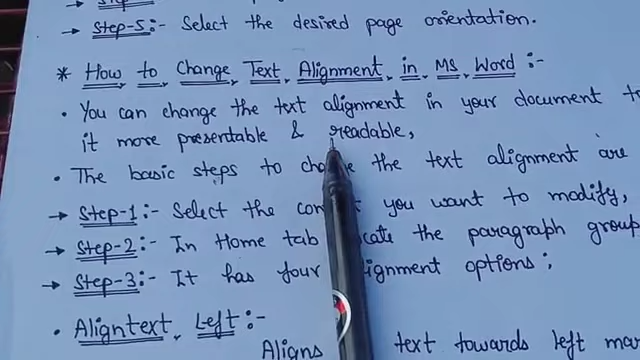 → Step-5:- Select the desired page orientation.
* How to Change Text Alignment in MS Word :-
• You can change the text alignment in your document to
it more presentable & readable,
• The basic steps to the text alignment are
→ Step-1:- Select the you want to modify,
→ Step-2:- In Home tab the paragraph group
→ Step-3:- It has four options;
• Aligntext Left:-
Aligns text towards left